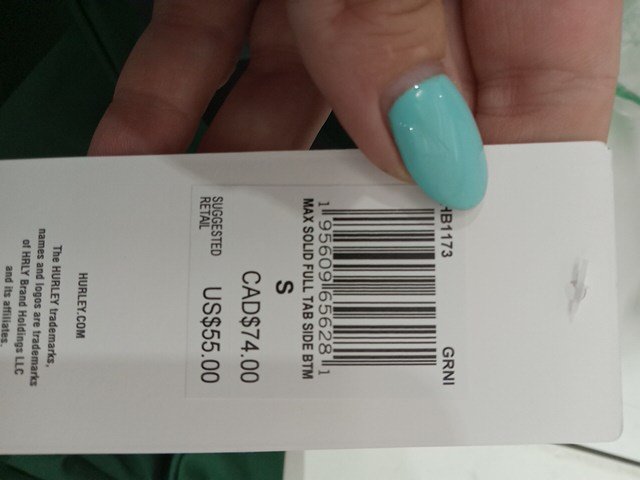 HB1173 GRNI
1 95609 65628 1
MAX SOLID FULL TAB SIDE BTM
S
CAD$74.00
SUGGESTED
RETAIL
US$55.00
HURLEY.COM
The HURLEY trademarks,
names and logos are trademarks
of HRLY Brand Holdings LLC
and its affiliates.